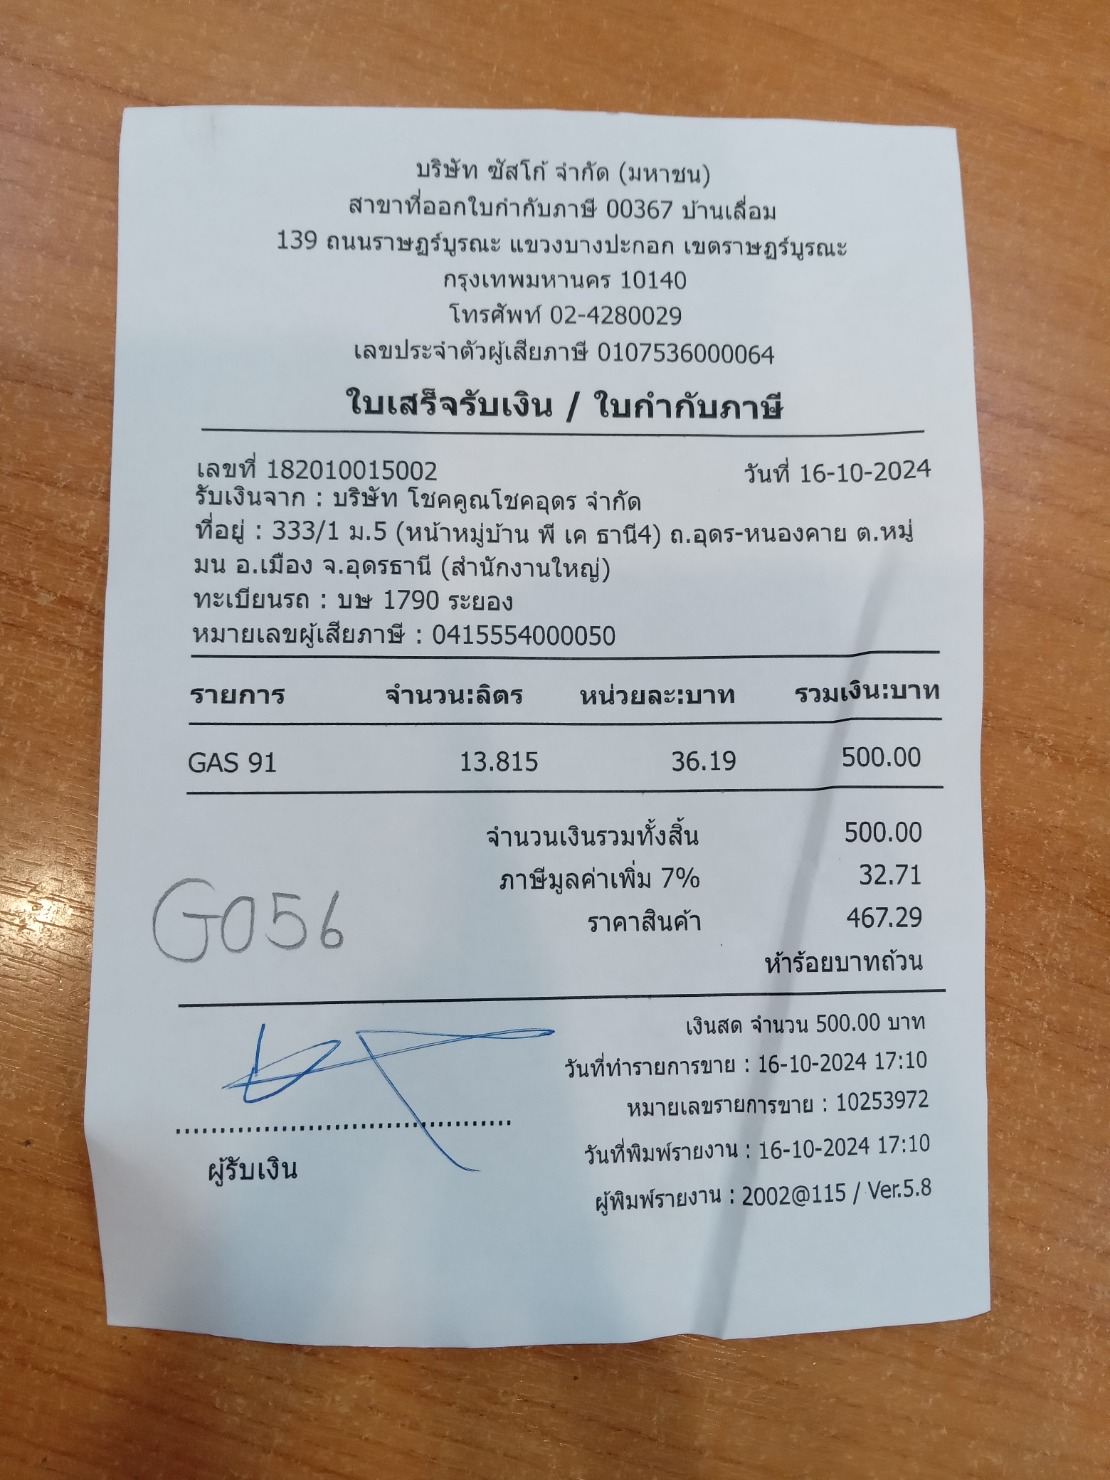 บริษัท ซัสโก้ จำกัด (มหาชน)
สาขาที่ออกใบกำกับภาษี 00367 บ้านเลื่อม
139 ถนนราษฎร์บูรณะ แขวงบางปะกอก เขตราษฎร์บูรณะ
กรุงเทพมหานคร 10140
โทรศัพท์ 02-4280029
เลขประจำตัวผู้เสียภาษี 0107536000064
ใบเสร็จรับเงิน / ใบกำกับภาษี
เลขที่ 182010015002 วันที่ 16-10-2024
รับเงินจาก : บริษัท โชคคูณโชคอุดร จำกัด
ที่อยู่ : 333/1 ม.5 (หน้าหมู่บ้าน พี เค ธานี4) ถ.อุดร-หนองคาย ต.หมู่
มน อ.เมือง จ.อุดรธานี (สำนักงานใหญ่)
ทะเบียนรถ : บษ 1790 ระยอง
หมายเลขผู้เสียภาษี : 0415554000050
รายการ จำนวน:ลิตร หน่วยละ:บาท รวมเงิน:บาท
GAS 91 13.815 36.19 500.00
จำนวนเงินรวมทั้งสิ้น 500.00
ภาษีมูลค่าเพิ่ม 7% 32.71
ราคาสินค้า 467.29
G056
ห้าร้อยบาทถ้วน
เงินสด จำนวน 500.00 บาท
วันที่ทำรายการขาย : 16-10-2024 17:10
หมายเลขรายการขาย : 10253972
วันที่พิมพ์รายงาน : 16-10-2024 17:10
ผู้รับเงิน
ผู้พิมพ์รายงาน : 2002@115 / Ver.5.8